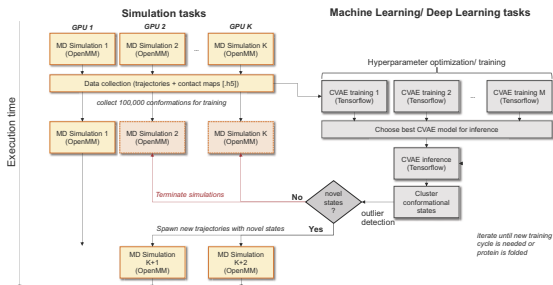 Simulation tasks
Machine Learning/ Deep Learning tasks
GPU 1
GPU 2
GPU K
MD Simulation 1
(OpenMM)
MD Simulation 2
(OpenMM)
...
MD Simulation K
(OpenMM)
Hyperparameter optimization/ training
Data collection (trajectories + contact maps [.h5])
collect 100,000 conformations for training
CVAE training 1
(Tensorflow)
CVAE training 2
(Tensorflow)
...
CVAE training M
(Tensorflow)
Choose best CVAE model for inference
Execution time
MD Simulation 1
(OpenMM)
MD Simulation 2
(OpenMM)
MD Simulation K
(OpenMM)
CVAE inference
(Tensorflow)
Terminate simulations
No
novel
states
?
Cluster
conformational
states
outlier
detection
Yes
Spawn new trajectories with novel states
MD Simulation
K+1
(OpenMM)
MD Simulation
K+2
(OpenMM)
iterate until new training
cycle is needed or
protein is folded